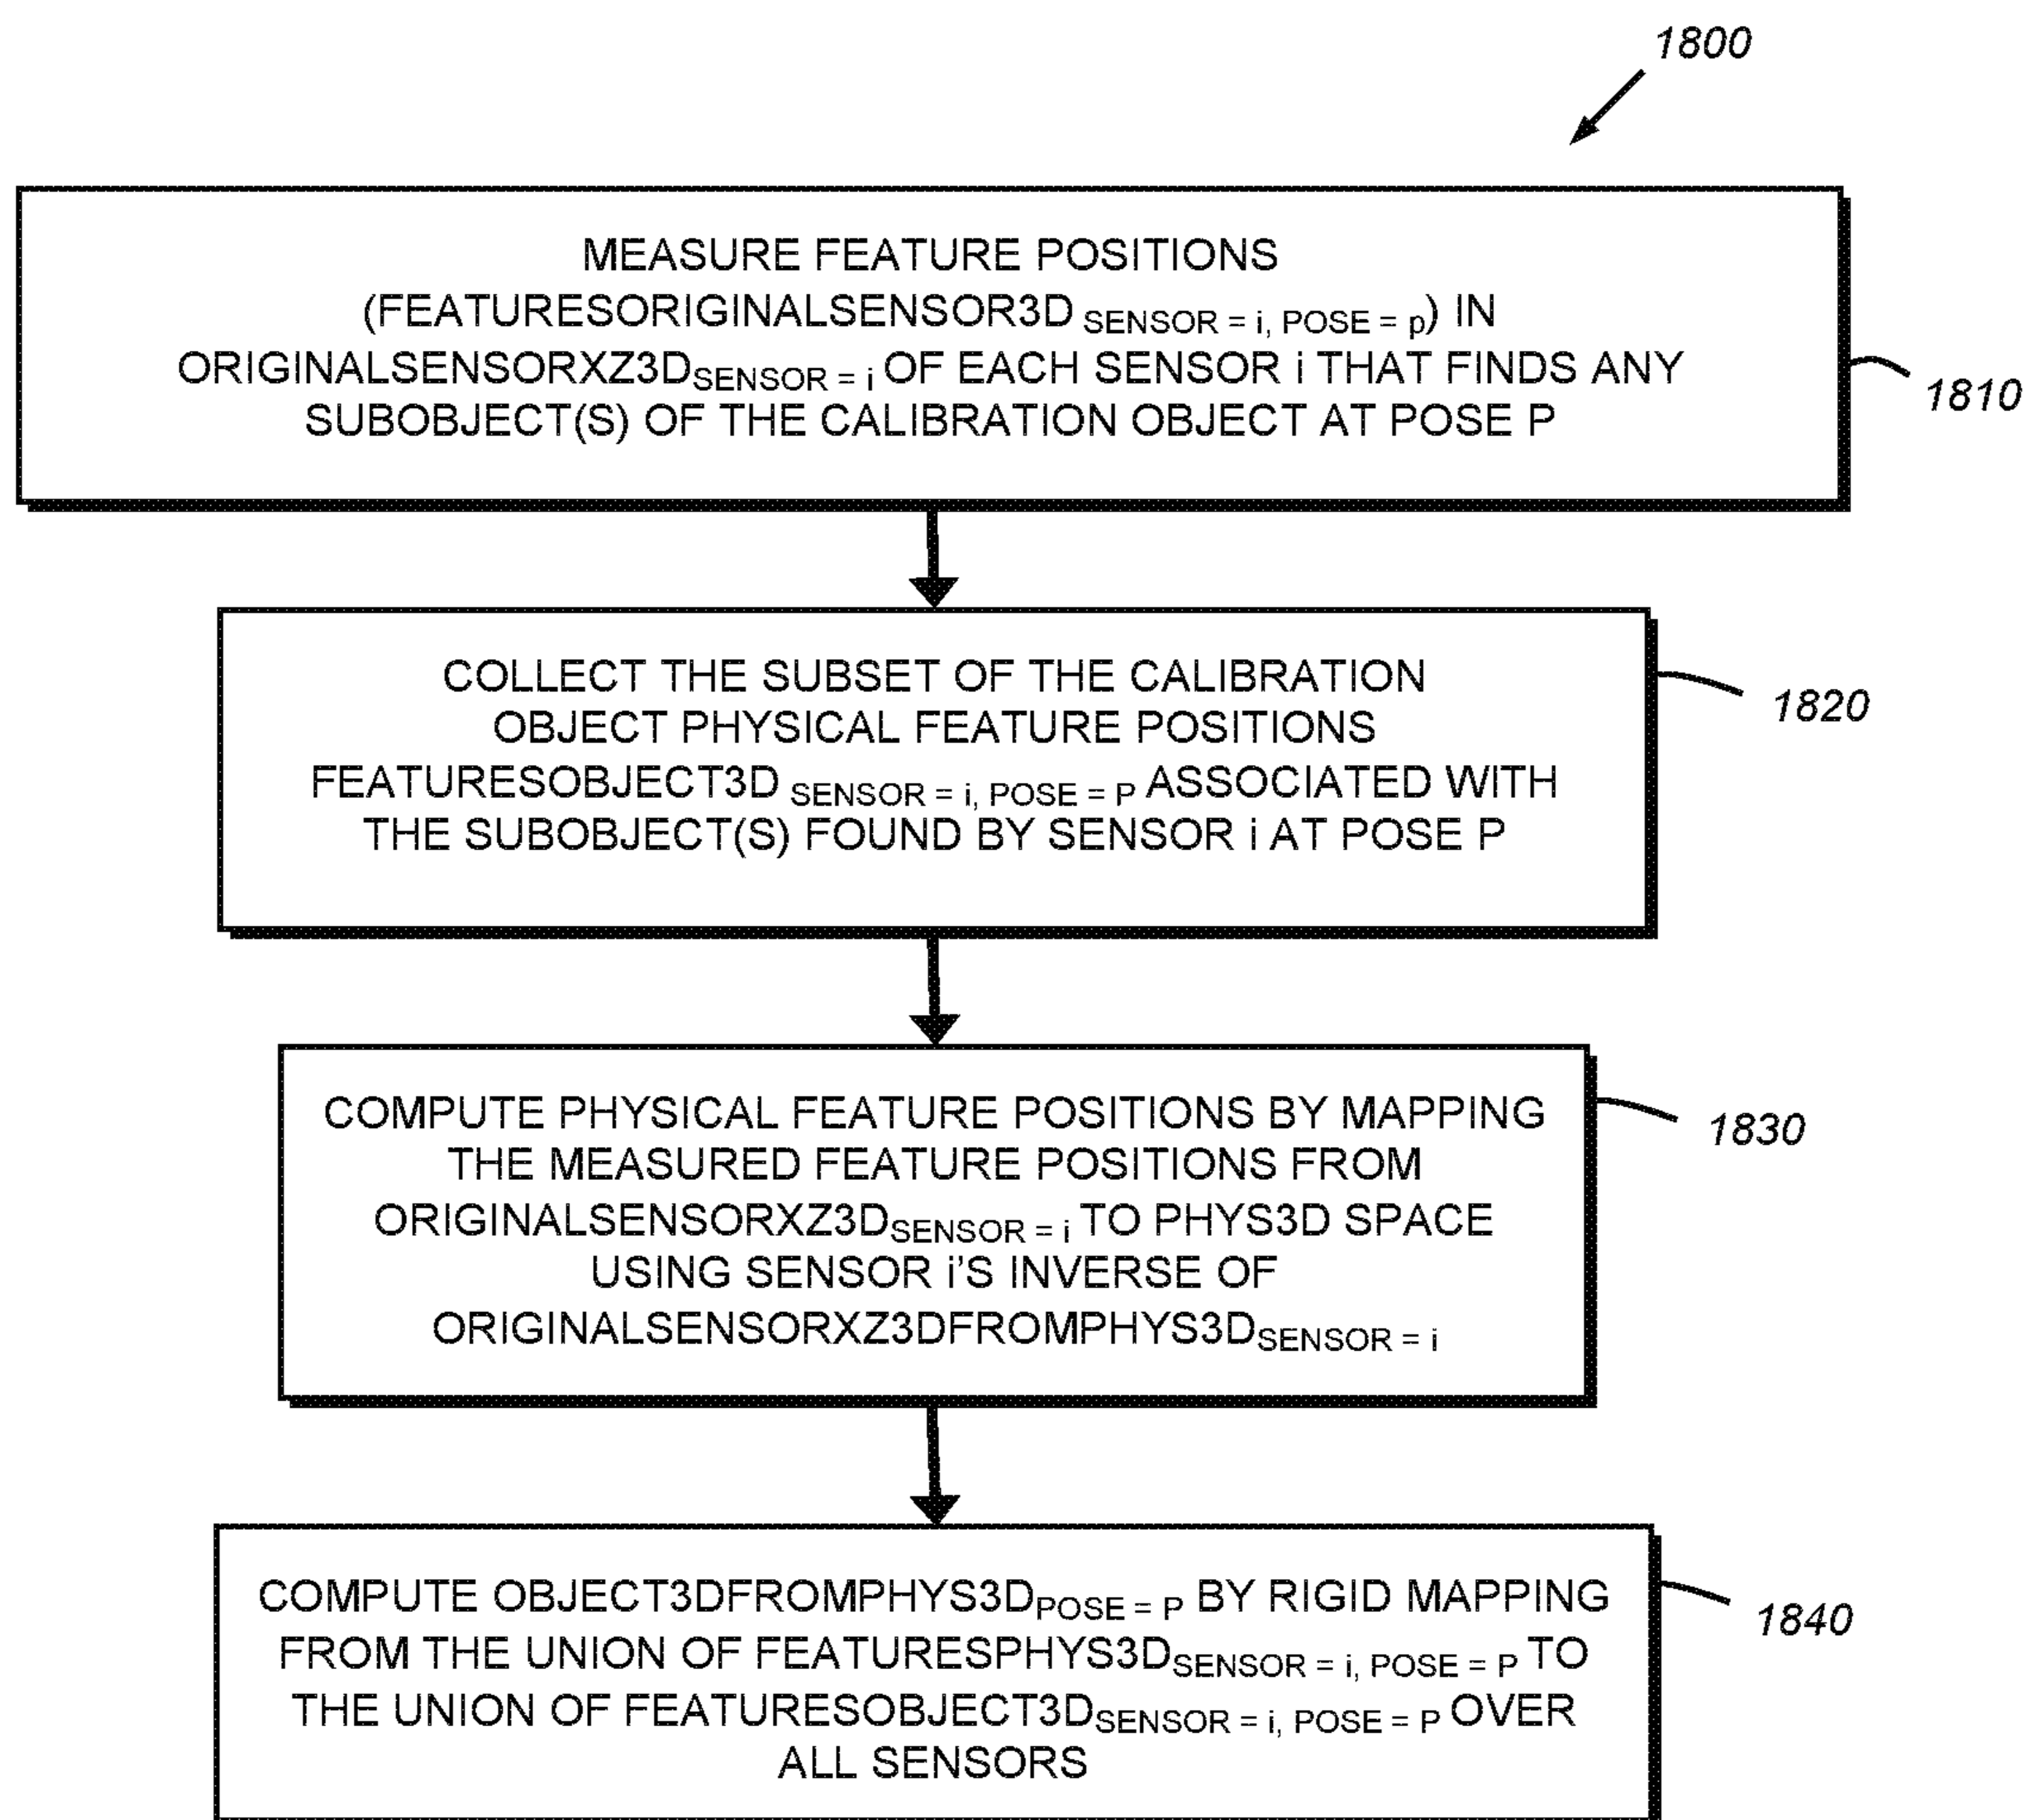 1800
MEASURE FEATURE POSITIONS
(FEATURESORIGINALSENSOR3D SENSOR = i, POSE = p) IN
ORIGINALSENSORXZ3DSENSOR = i OF EACH SENSOR i THAT FINDS ANY
SUBOBJECT(S) OF THE CALIBRATION OBJECT AT POSE P
1810
COLLECT THE SUBSET OF THE CALIBRATION
OBJECT PHYSICAL FEATURE POSITIONS
FEATURESOBJECT3D SENSOR = i, POSE = P ASSOCIATED WITH
THE SUBOBJECT(S) FOUND BY SENSOR i AT POSE P
1820
COMPUTE PHYSICAL FEATURE POSITIONS BY MAPPING
THE MEASURED FEATURE POSITIONS FROM
ORIGINALSENSORXZ3DSENSOR = i TO PHYS3D SPACE
USING SENSOR i'S INVERSE OF
ORIGINALSENSORXZ3DFROMPHYS3DSENSOR = i
1830
COMPUTE OBJECT3DFROMPHYS3DPOSE = P BY RIGID MAPPING
FROM THE UNION OF FEATURESPHYS3DSENSOR = i, POSE = P TO
THE UNION OF FEATURESOBJECT3DSENSOR = i, POSE = P OVER
ALL SENSORS
1840